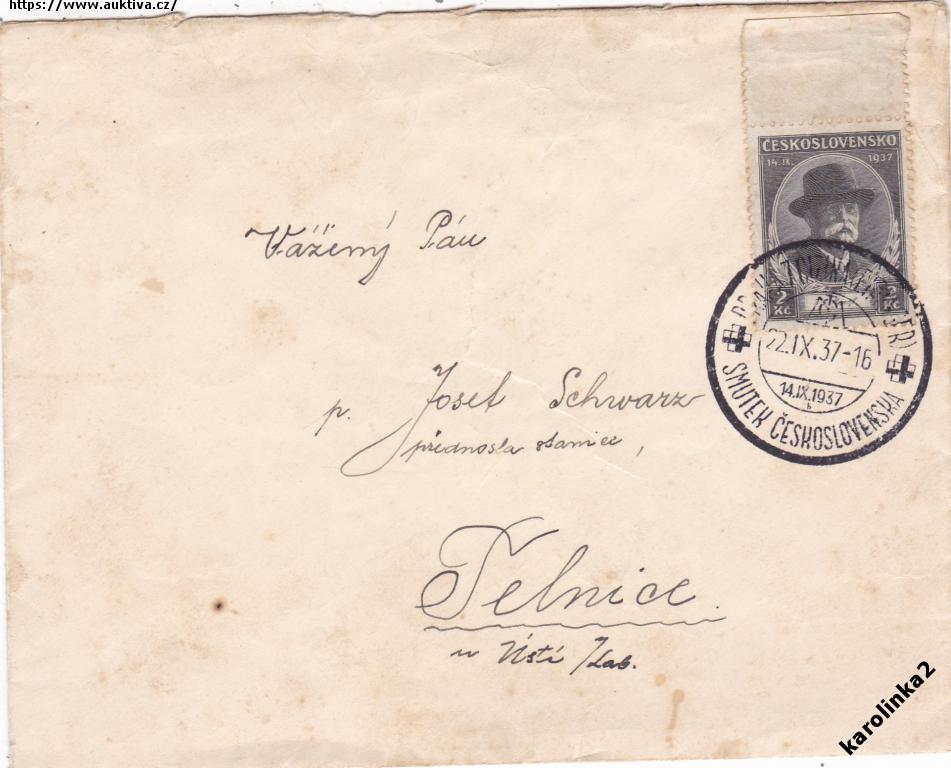 https://www.auktiva.cz/
ČESKOSLOVENSKO
14.IX. 1937
2 Kč 2 Kč
22.IX.37-16
14.IX.1937
b
SMUTEK ČESKOSLOVENSKA
Vážený Pán
p. Josef Schwarz
přednosta stanice,
Telnice
u Ústí /Lab.
karolinka2